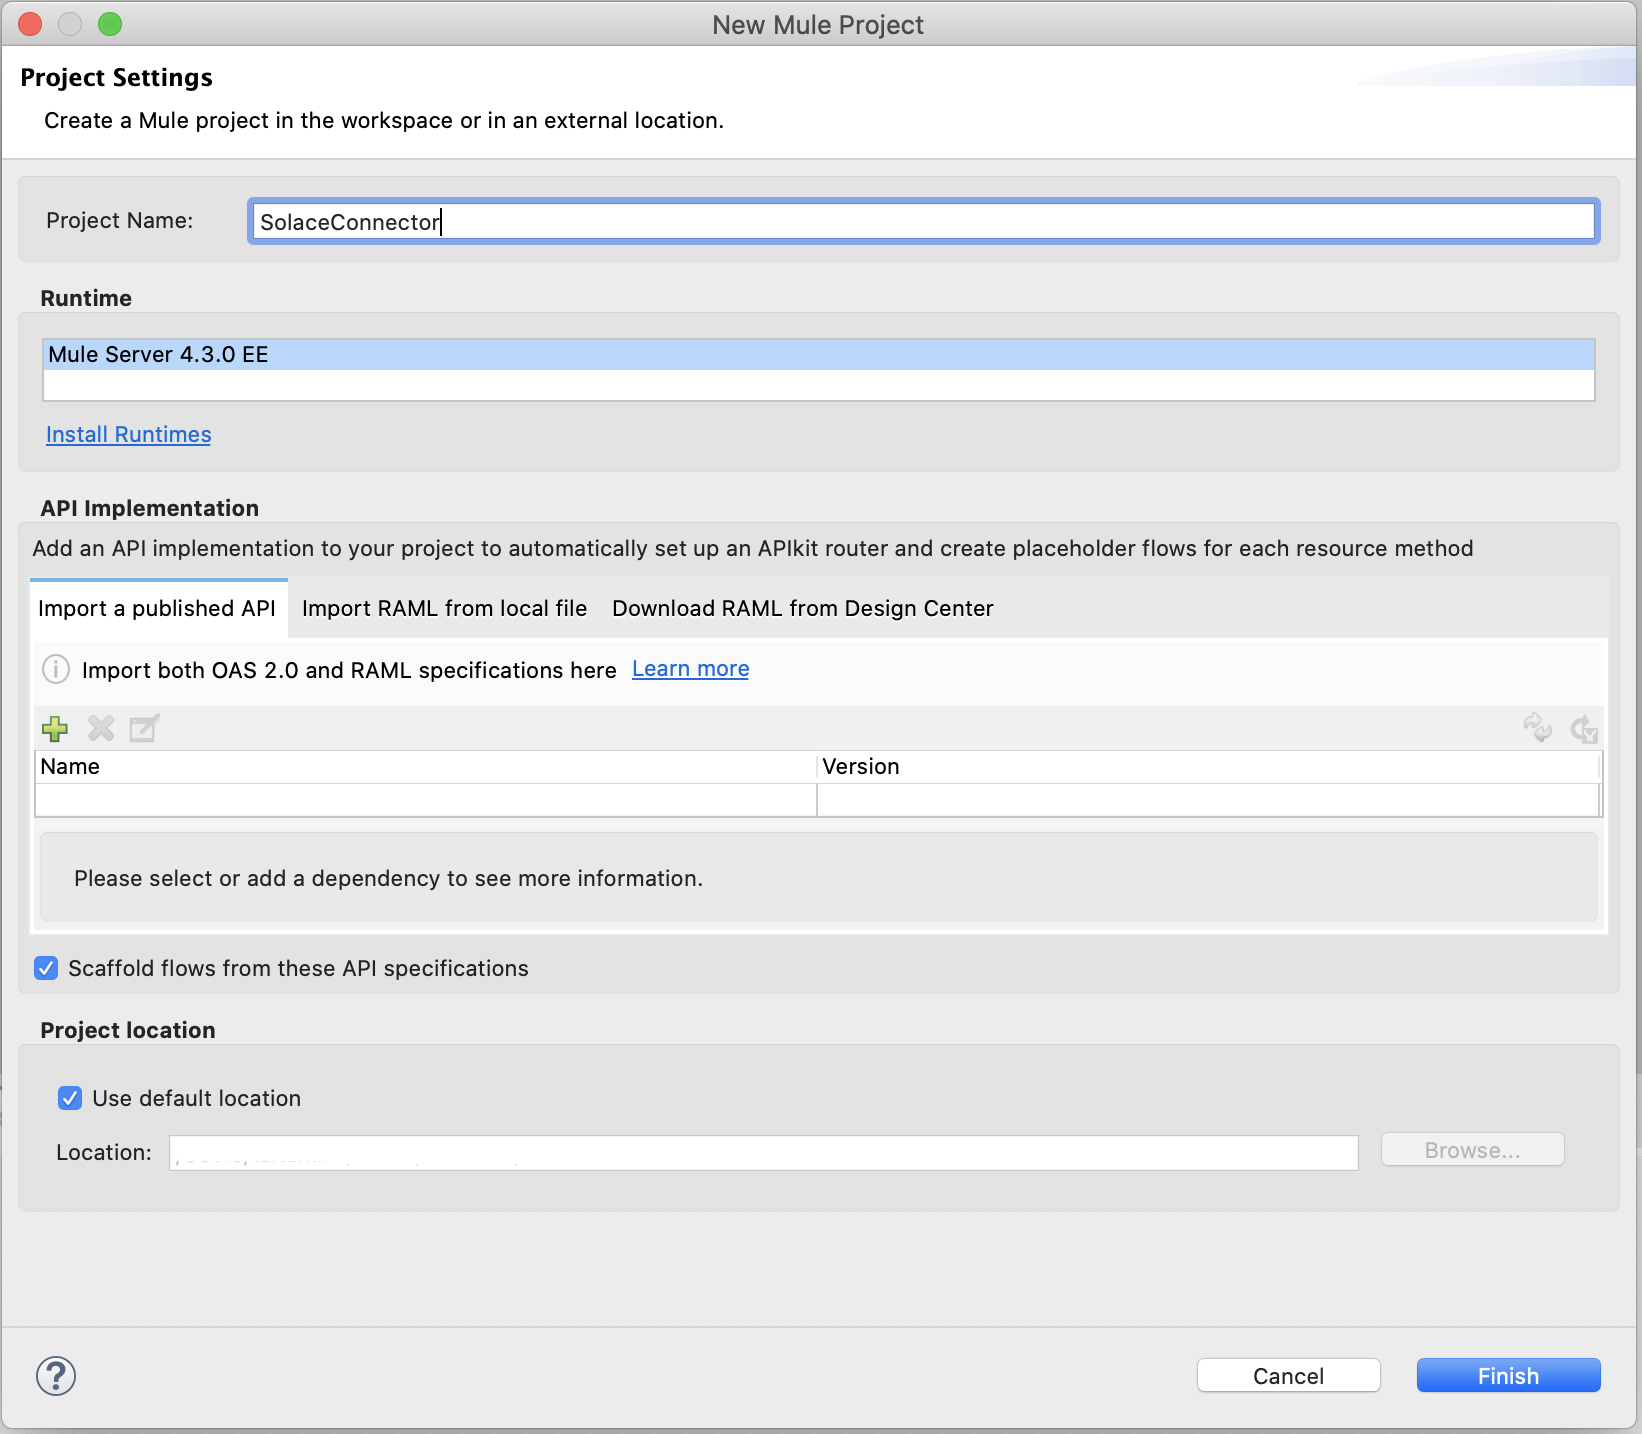 New Mule Project
Project Settings
Create a Mule project in the workspace or in an external location.
Project Name: SolaceConnector
Runtime
Mule Server 4.3.0 EE
Install Runtimes
API Implementation
Add an API implementation to your project to automatically set up an APIkit router and create placeholder flows for each resource method
Import a published API Import RAML from local file Download RAML from Design Center
Import both OAS 2.0 and RAML specifications here Learn more
Name Version
Please select or add a dependency to see more information.
Scaffold flows from these API specifications
Project location
Use default location
Location: Browse...
? Cancel Finish